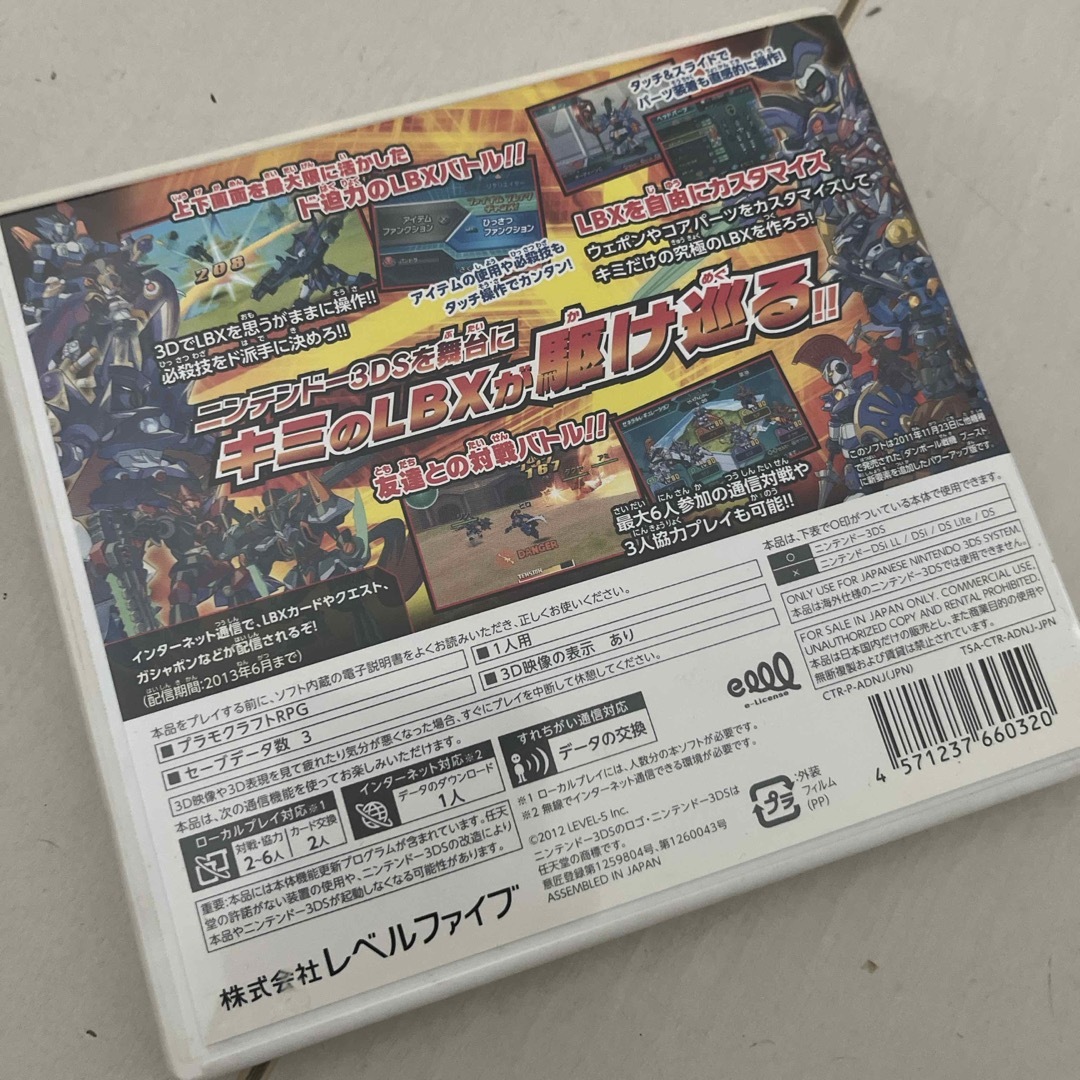 上下画面を最大限に活かした
ド迫力のLBXバトル!!
208
アイテム
ファンクション
ひっさつ
ファンクション
3DでLBXを思うがままに操作!!
必殺技をド派手に決めろ!!
アイテムの使用や必殺技も
タッチ操作でカンタン!
タッチ&スライドで
パーツ装着も直感的に操作!
LBXを自由にカスタマイズ
ウェポンやコアパーツをカスタマイズして、
キミだけの究極のLBXを作ろう!
ニンテンドー3DSを舞台に
キミのLBXが駆け巡る!!
友達との対戦バトル!!
167
DANGER
最大6人参加の通信対戦や
3人協力プレイも可能!!
このソフトは2011年11月23日に他機種
で発売された ダンボール戦機 ブースト
に新要素を追加したパワーアップ版です
インターネット通信で、LBXカードやクエスト、
ガシャポンなどが配信されるぞ!
(配信期間:2013年6月まで)
本品をプレイする前に、ソフト内蔵の電子説明書をよくお読みいただき、正しくお使いください。
■ プラモクラフトRPG
■ 1人用
■ セーブデータ数 3
■ 3D映像の表示 あり
3D映像や3D表現を見て疲れたり気分が悪くなった場合、すぐにプレイを中断して休憩してください。
本品は、次の通信機能を使ってお楽しみいただけます。
ローカルプレイ対応※1
対戦・協力
2-6人
カード交換
2人
インターネット対応※2
データのダウンロード
1人
すれちがい通信対応
データの交換
※1 ローカルプレイには、人数分の本ソフトが必要です。
※2 無線でインターネット通信できる環境が必要です。
重要:本品には本体機能更新プログラムが含まれています。任天
堂の許諾がない装置の使用や、ニンテンドー3DSの改造により
本品やニンテンドー3DSが起動しなくなる可能性があります。
©2012 LEVEL-5 Inc.
ニンテンドー3DSのロゴ・ニンテンドー3DSは
任天堂の商標です。
意匠登録第1259804号、第1260043号
ASSEMBLED IN JAPAN
株式会社レベルファイブ
本品は、下表で○印がついている本体で使用できます。
○ ニンテンドー3DS
× ニンテンドーDSi LL / DSi / DS Lite / DS
ONLY USE FOR JAPANESE NINTENDO 3DS SYSTEM.
本品は海外仕様のニンテンドー3DSでは使用できません。
FOR SALE IN JAPAN ONLY. COMMERCIAL USE,
UNAUTHORIZED COPY AND RENTAL PROHIBITED.
本品は日本国内だけの販売とし、また商業目的の使用や
無断複製および賃貸は禁止されています。
CTR-P-ADNJ(JPN)
TSA-CTR-ADNJ-JPN
e-License
プラ
:外装
フィルム
(PP)
4 571237 660320